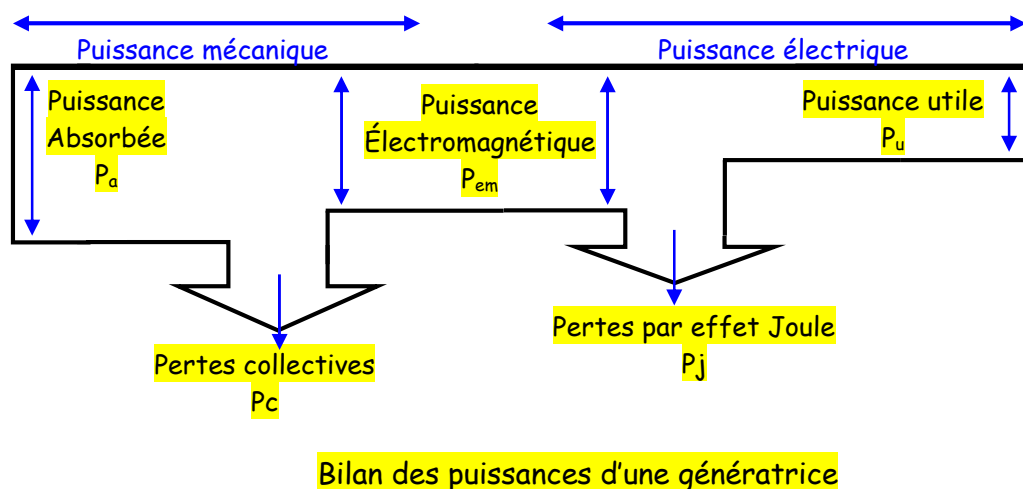 Puissance mécanique
Puissance électrique
Puissance
Absorbée
Pa
Puissance
Électromagnétique
Pem
Puissance utile
Pu
Pertes collectives
Pc
Pertes par effet Joule
Pj
Bilan des puissances d'une génératrice